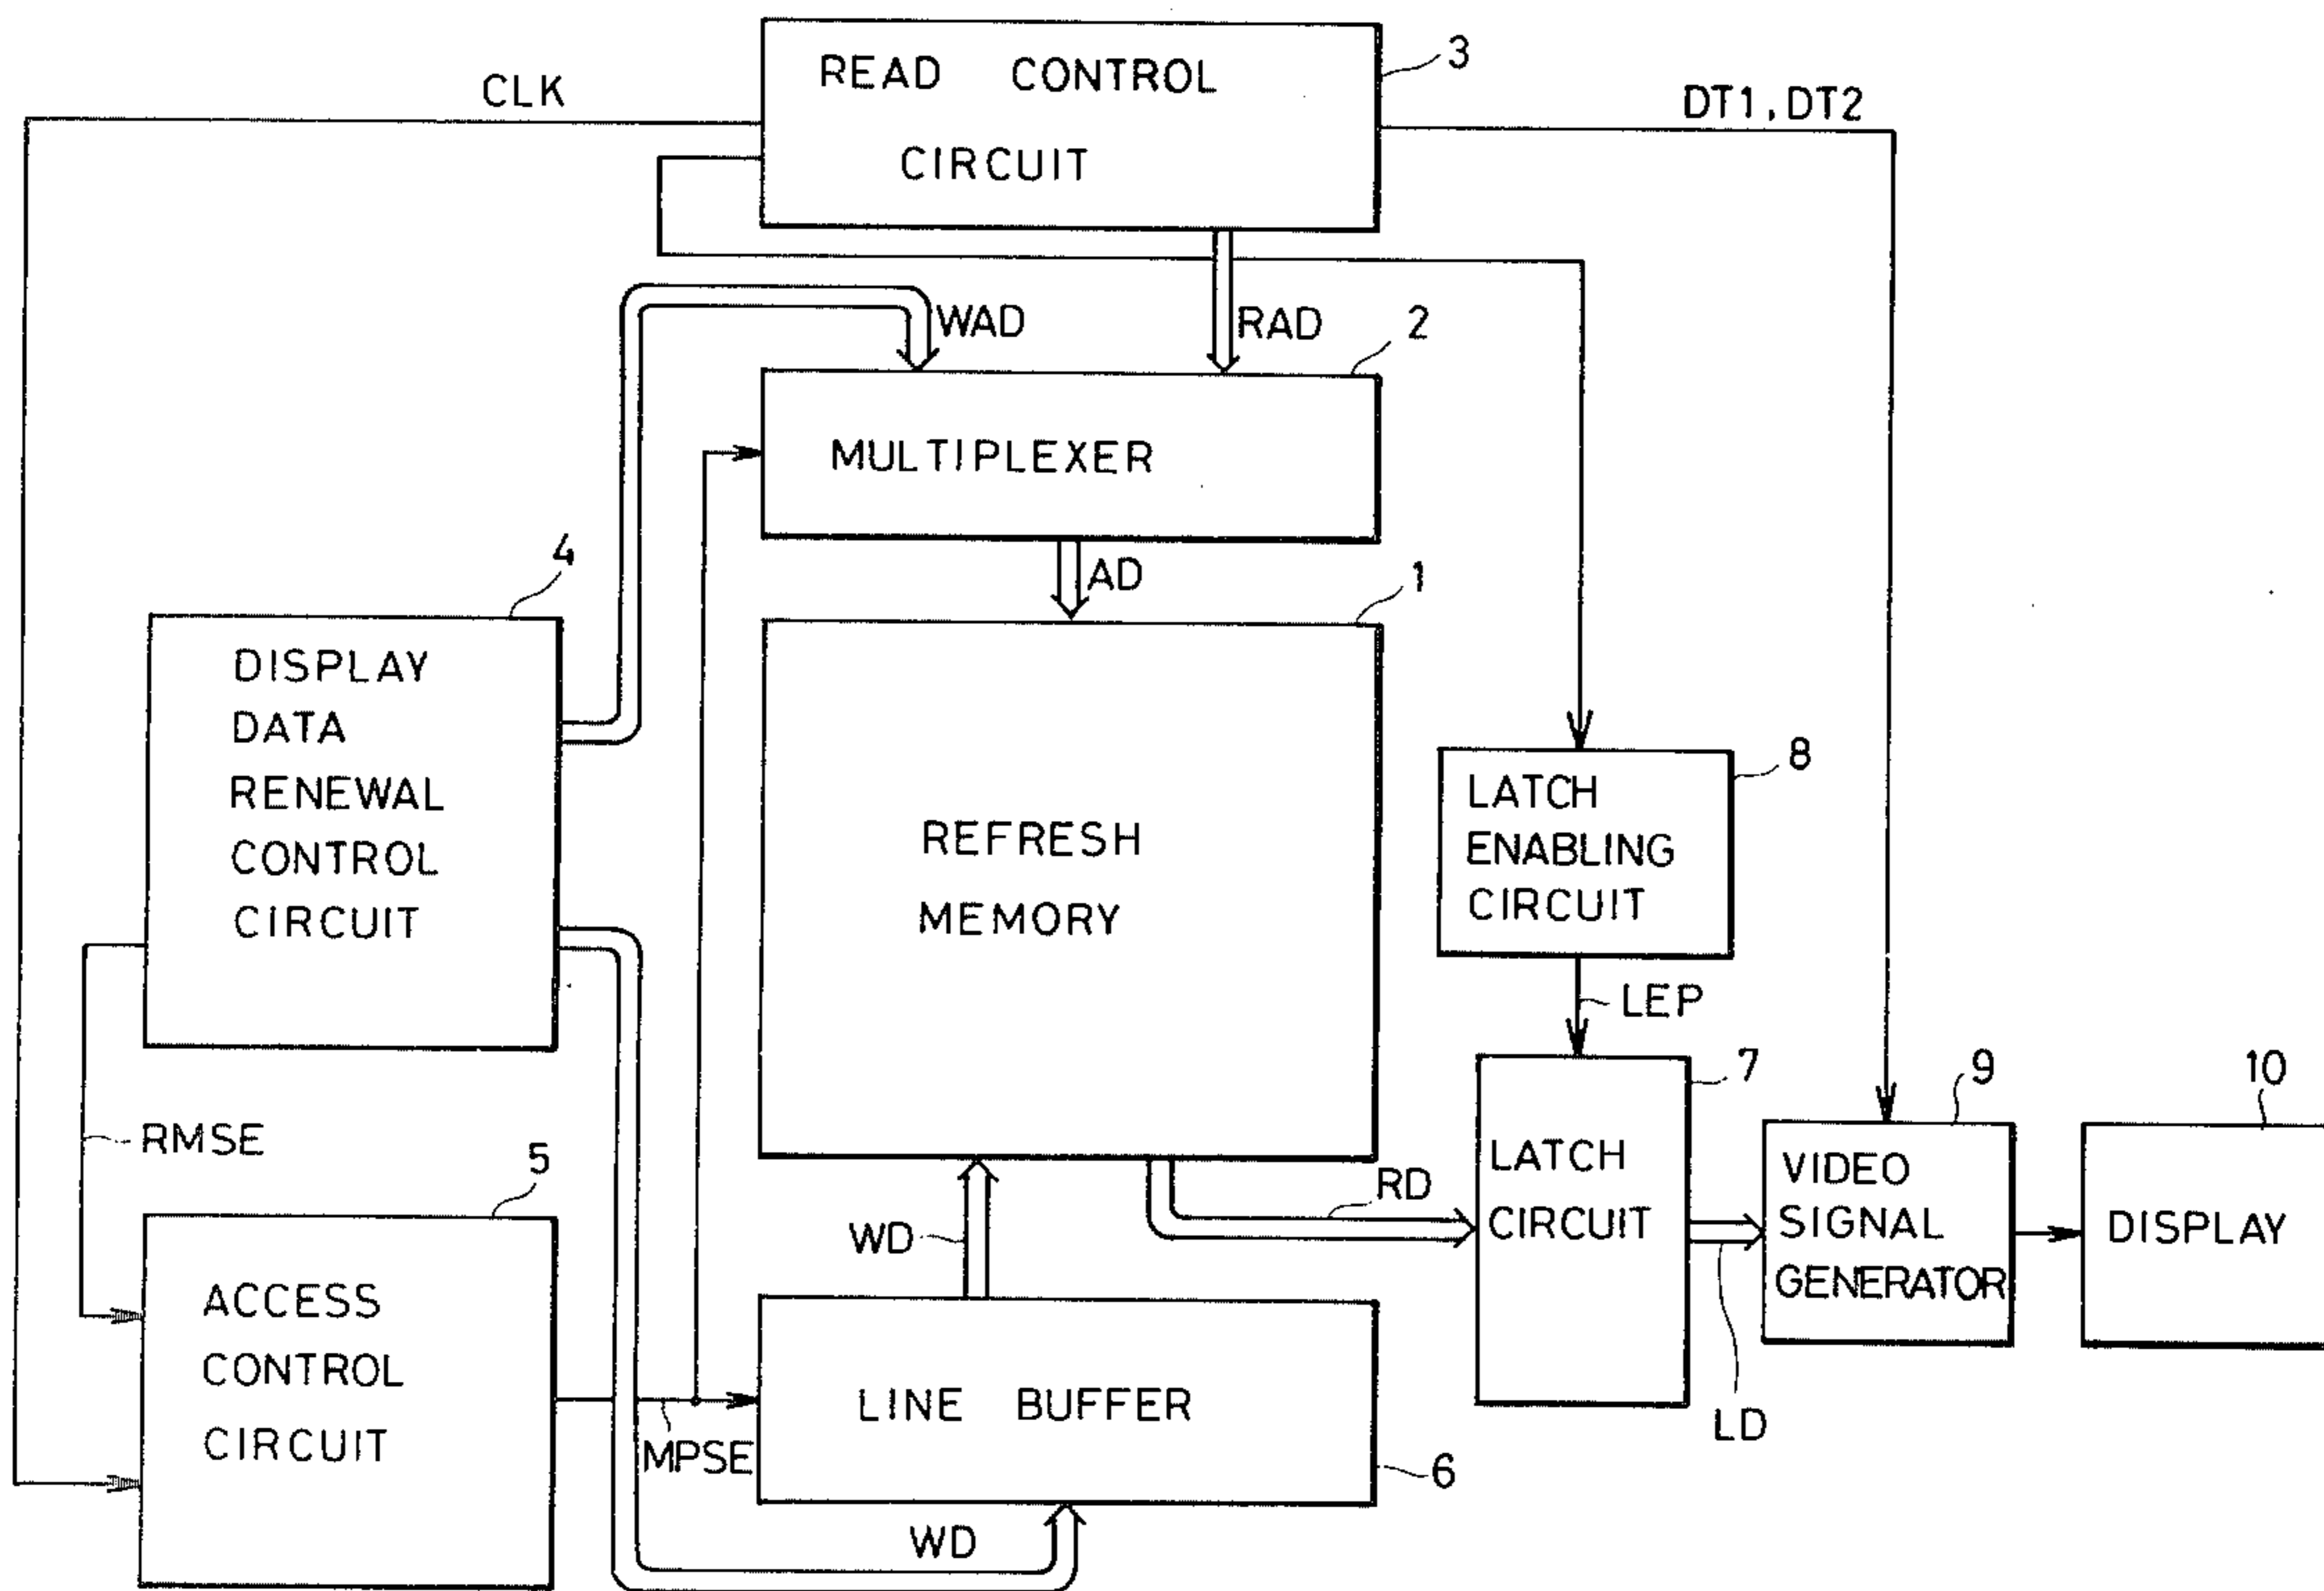 READ CONTROL
CIRCUIT
3
CLK
DT1, DT2
WAD
RAD
2
MULTIPLEXER
AD
1
4
DISPLAY
DATA
RENEWAL
CONTROL
CIRCUIT
REFRESH
MEMORY
8
LATCH
ENABLING
CIRCUIT
LEP
RMSE
5
ACCESS
CONTROL
CIRCUIT
WD
RD
7
LATCH
CIRCUIT
9
VIDEO
SIGNAL
GENERATOR
10
DISPLAY
LD
MPSE
LINE BUFFER
6
WD